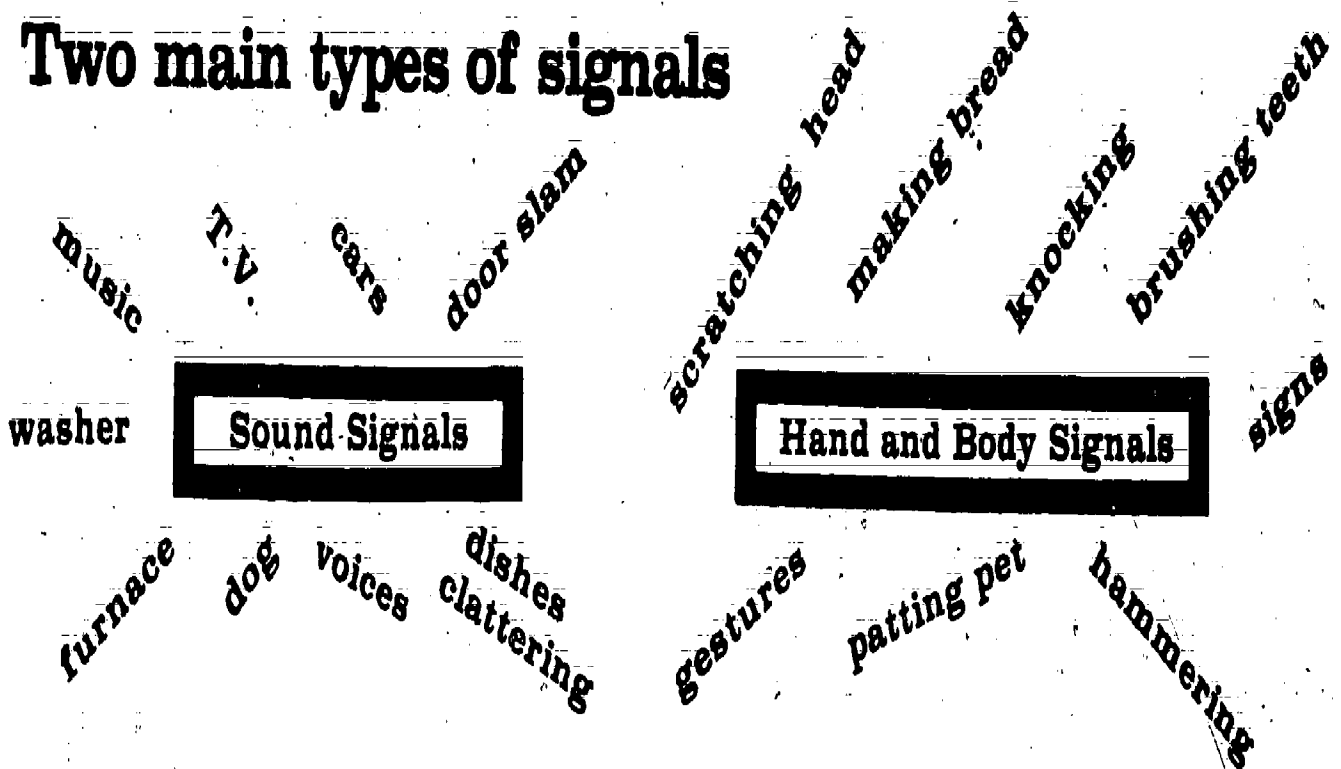 Two main types of signals
music
T.V.
cars
door slam
washer
Sound Signals
furnace
dog
voices
dishes
clattering
scratching head
making bread
knocking
brushing teeth
signs
Hand and Body Signals
gestures
patting pet
hammering